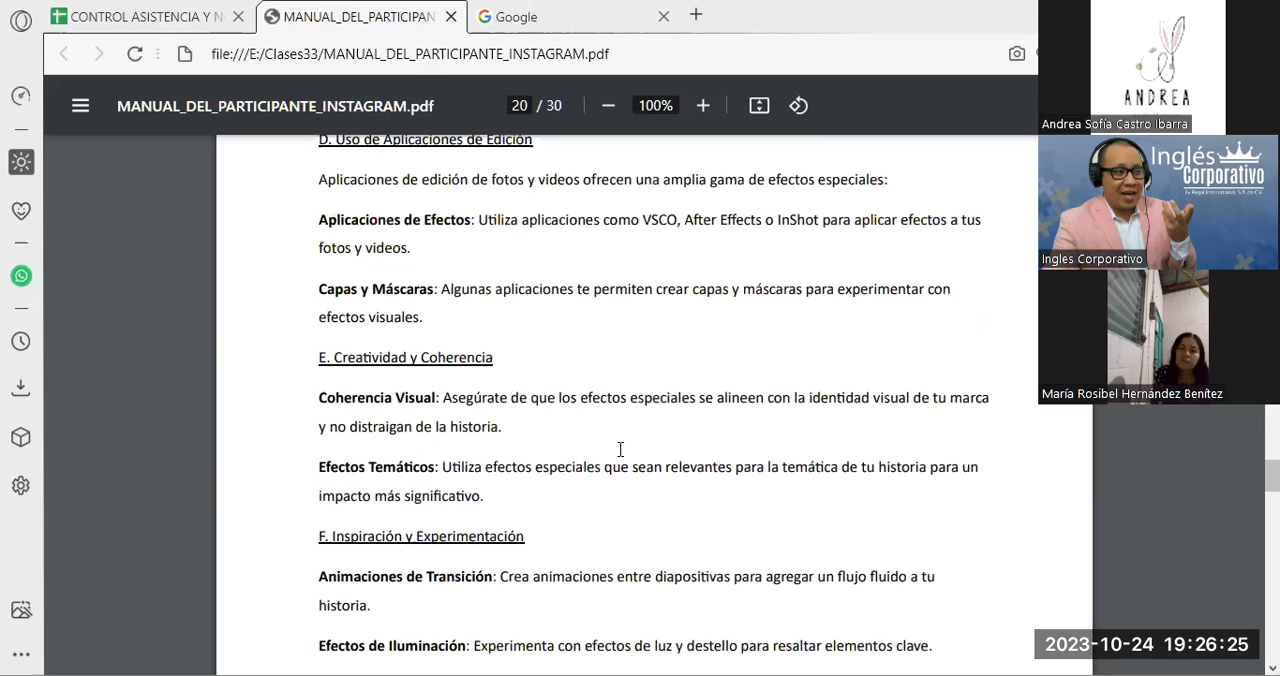 CONTROL ASISTENCIA Y N
MANUAL_DEL_PARTICIPAN
Google
file:///E:/Clases33/MANUAL_DEL_PARTICIPANTE_INSTAGRAM.pdf
MANUAL_DEL_PARTICIPANTE_INSTAGRAM.pdf
20 / 30
100%
D. Uso de Aplicaciones de Edición
Aplicaciones de edición de fotos y videos ofrecen una amplia gama de efectos especiales:
Aplicaciones de Efectos: Utiliza aplicaciones como VSCO, After Effects o InShot para aplicar efectos a tus
fotos y videos.
Capas y Máscaras: Algunas aplicaciones te permiten crear capas y máscaras para experimentar con
efectos visuales.
E. Creatividad y Coherencia
Coherencia Visual: Asegúrate de que los efectos especiales se alineen con la identidad visual de tu marca
y no distraigan de la historia.
Efectos Temáticos: Utiliza efectos especiales que sean relevantes para la temática de tu historia para un
impacto más significativo.
F. Inspiración y Experimentación
Animaciones de Transición: Crea animaciones entre diapositivas para agregar un flujo fluido a tu
historia.
Efectos de Iluminación: Experimenta con efectos de luz y destello para resaltar elementos clave.
ANDREA
Andrea Sofía Castro Ibarra
Inglés
Corporativo
By Regal International, S.A. de C.V.
Ingles Corporativo
María Rosibel Hernández Benítez
2023-10-24 19:26:25